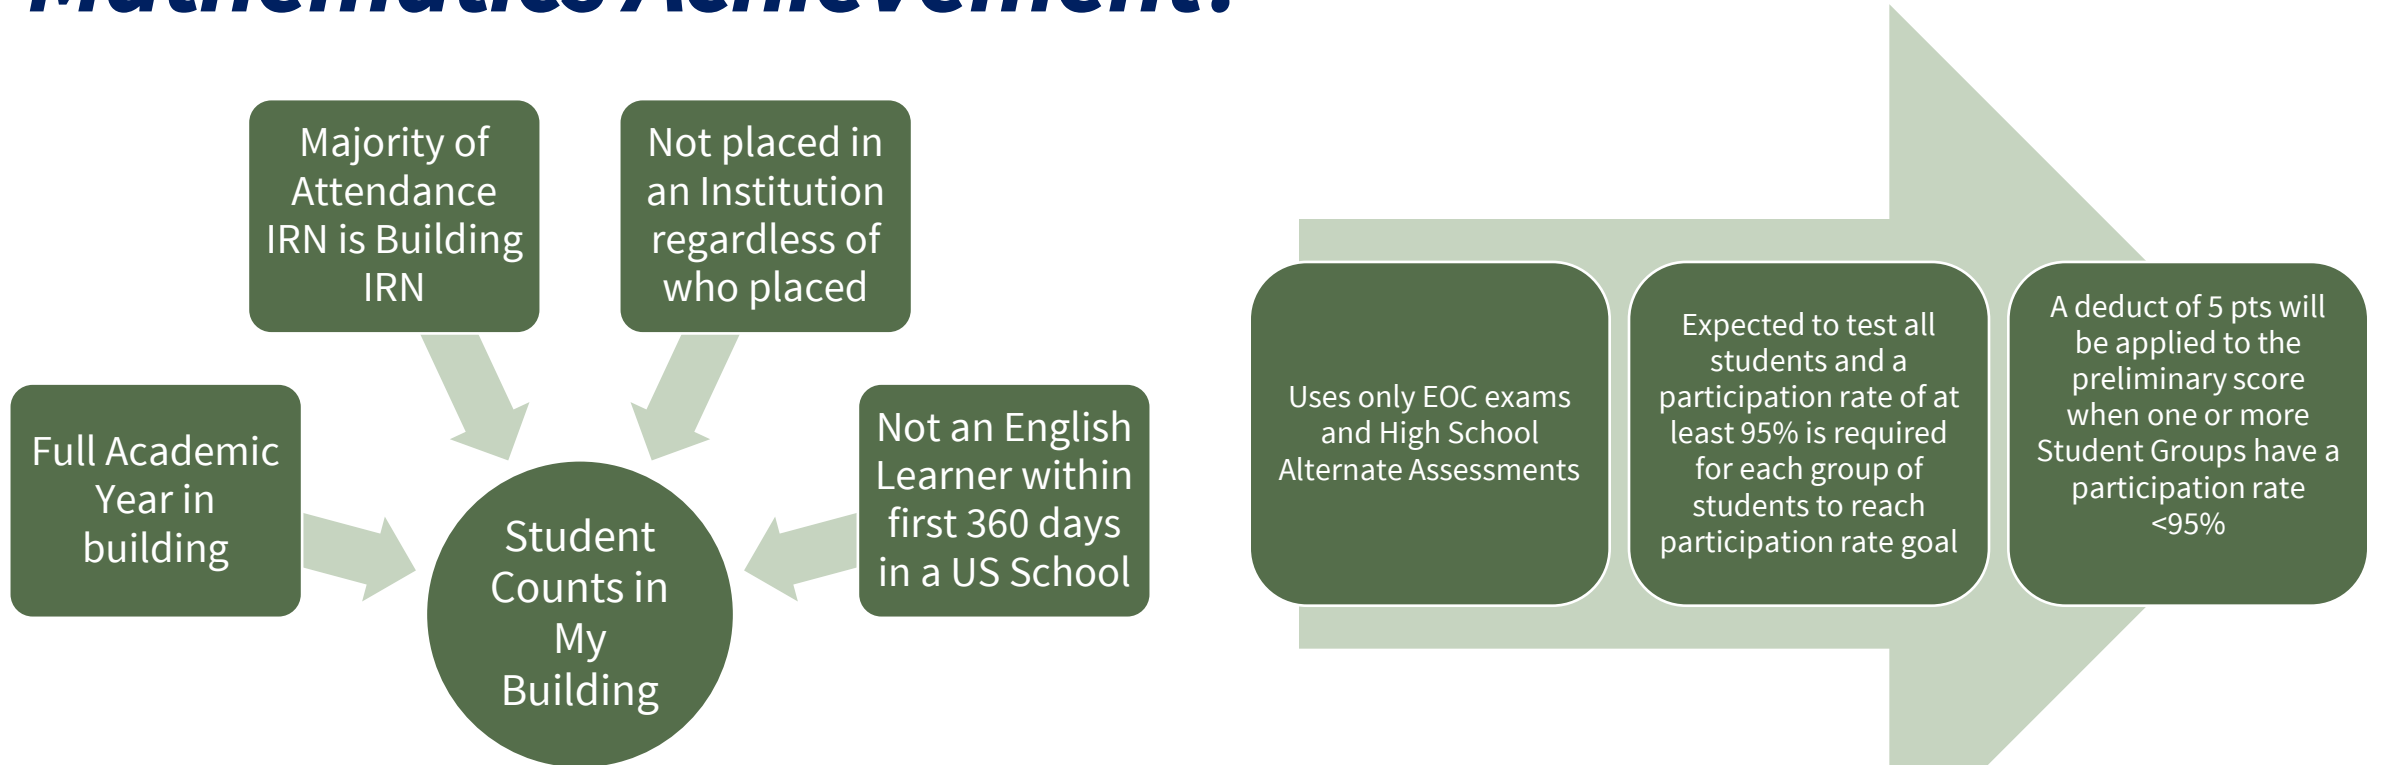 Mathematics Achievement?
Majority of
Attendance
IRN is Building
IRN
Not placed in
an Institution
regardless of
who placed
Full Academic
Year in
building
Not an English
Learner within
first 360 days
in a US School
Student
Counts in
My
Building
Uses only EOC exams
and High School
Alternate Assessments
Expected to test all
students and a
participation rate of at
least 95% is required
for each group of
students to reach
participation rate goal
A deduct of 5 pts will
be applied to the
preliminary score
when one or more
Student Groups have a
participation rate
<95%